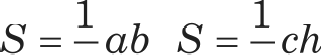 S = 1/ ab S = 1/ ch